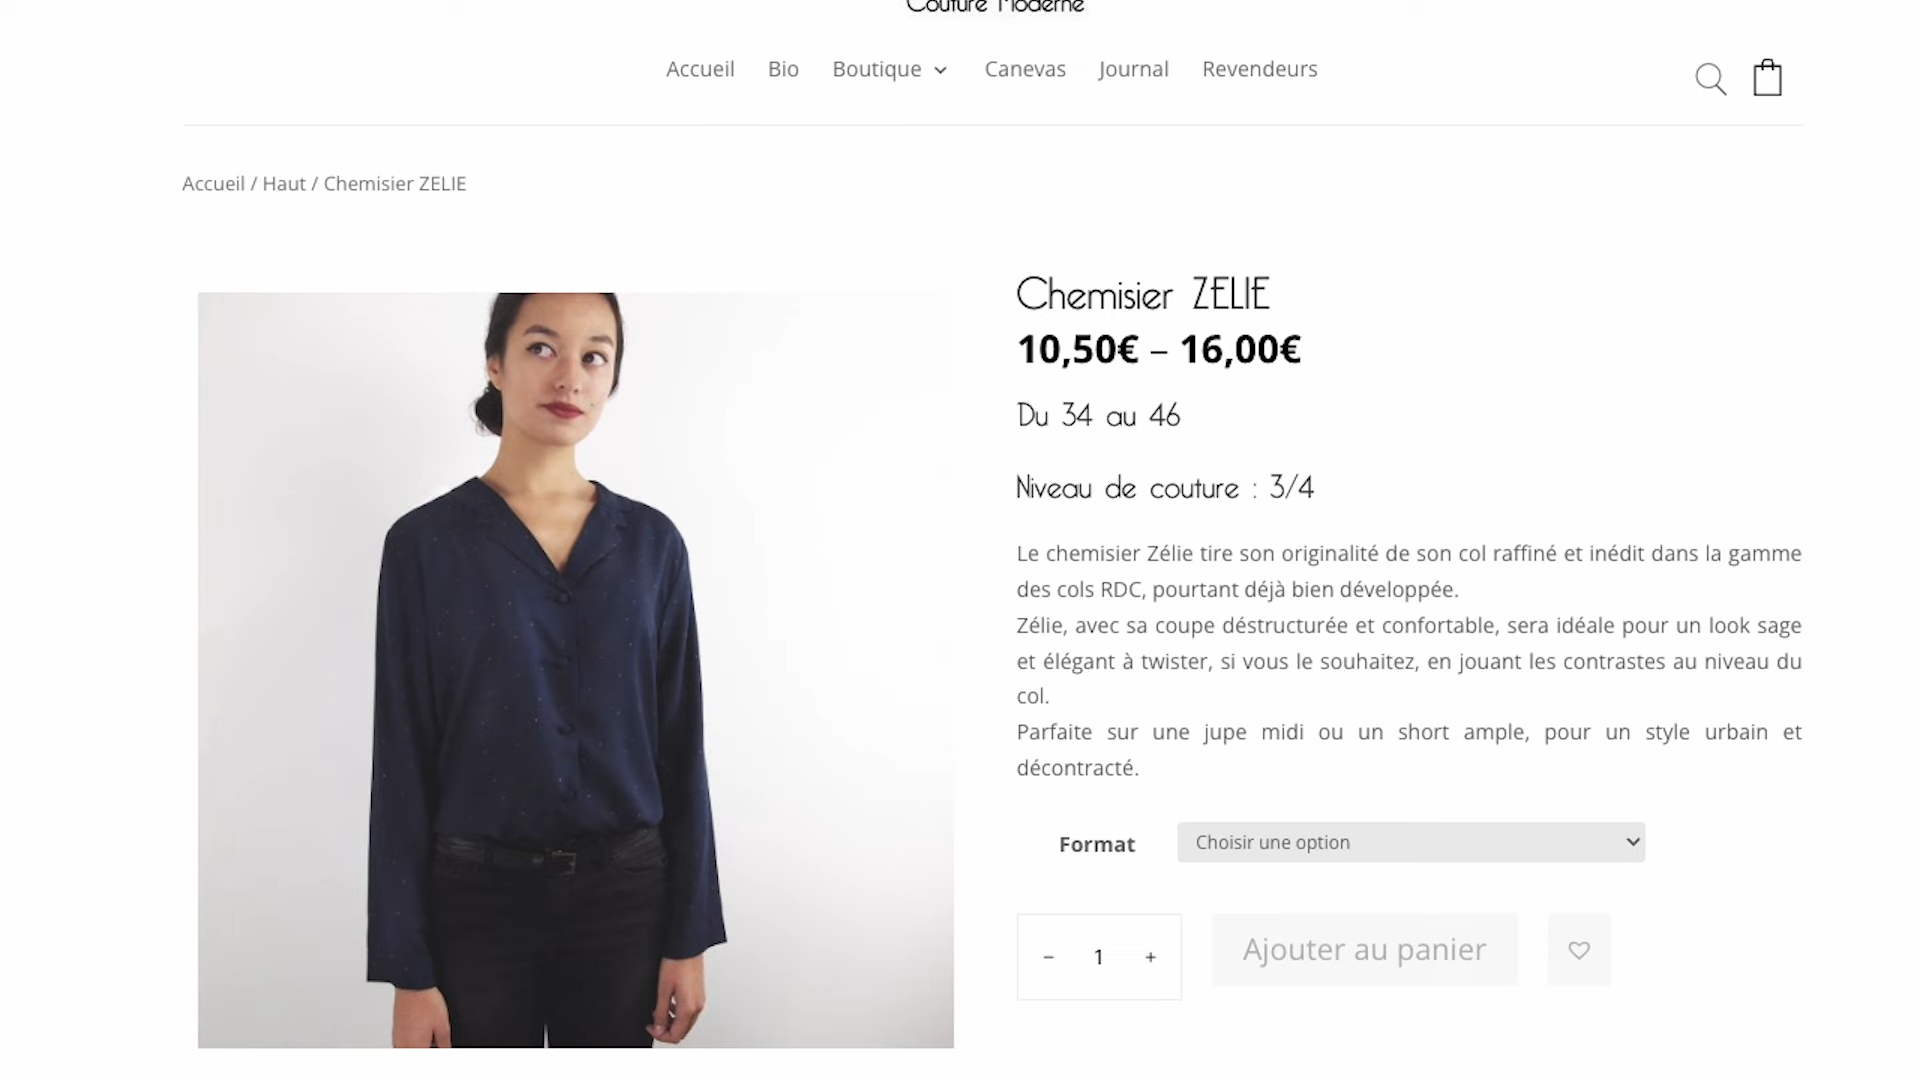 Couture Moderne
Accueil Bio Boutique Canevas Journal Revendeurs
Accueil / Haut / Chemisier ZELIE
Chemisier ZELIE
10,50€ – 16,00€
Du 34 au 46
Niveau de couture : 3/4
Le chemisier Zélie tire son originalité de son col raffiné et inédit dans la gamme
des cols RDC, pourtant déjà bien développée.
Zélie, avec sa coupe déstructurée et confortable, sera idéale pour un look sage
et élégant à twister, si vous le souhaitez, en jouant les contrastes au niveau du
col.
Parfaite sur une jupe midi ou un short ample, pour un style urbain et
décontracté.
Format Choisir une option
− 1 + Ajouter au panier